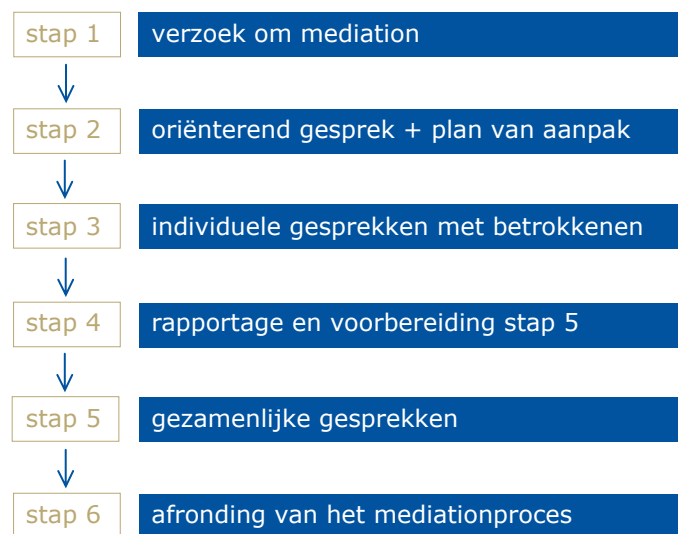 stap 1 verzoek om mediation
stap 2 oriënterend gesprek + plan van aanpak
stap 3 individuele gesprekken met betrokkenen
stap 4 rapportage en voorbereiding stap 5
stap 5 gezamenlijke gesprekken
stap 6 afronding van het mediationproces